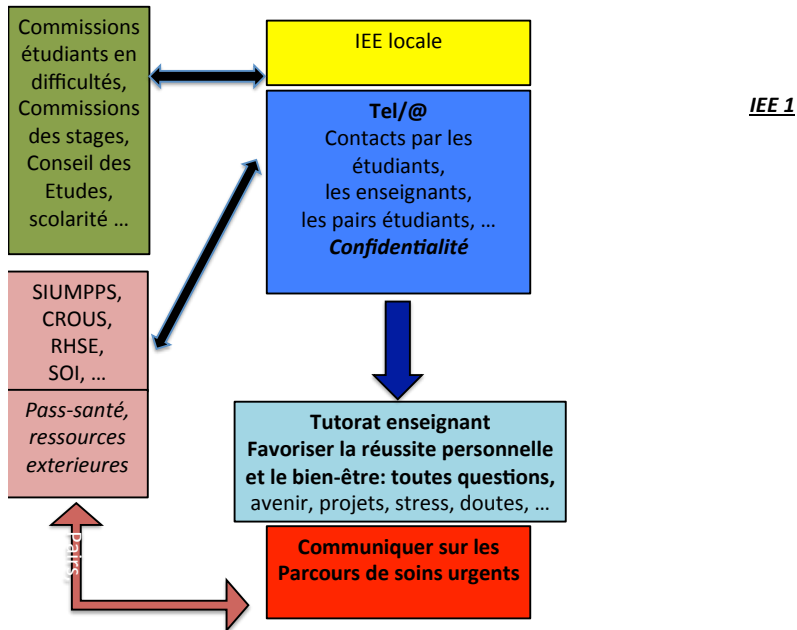 Commissions
étudiants en
difficultés,
Commissions
des stages,
Conseil des
Etudes,
scolarité ...
IEE locale
IEE 1
Tel/@
Contacts par les
étudiants,
les enseignants,
les pairs étudiants, ...
Confidentialité
SIUMPPS,
CROUS,
RHSE,
SOI, ...
Pass-santé,
ressources
exterieures
Tutorat enseignant
Favoriser la réussite personnelle
et le bien-être: toutes questions,
avenir, projets, stress, doutes, ...
Communiquer sur les
Parcours de soins urgents
Pairs,